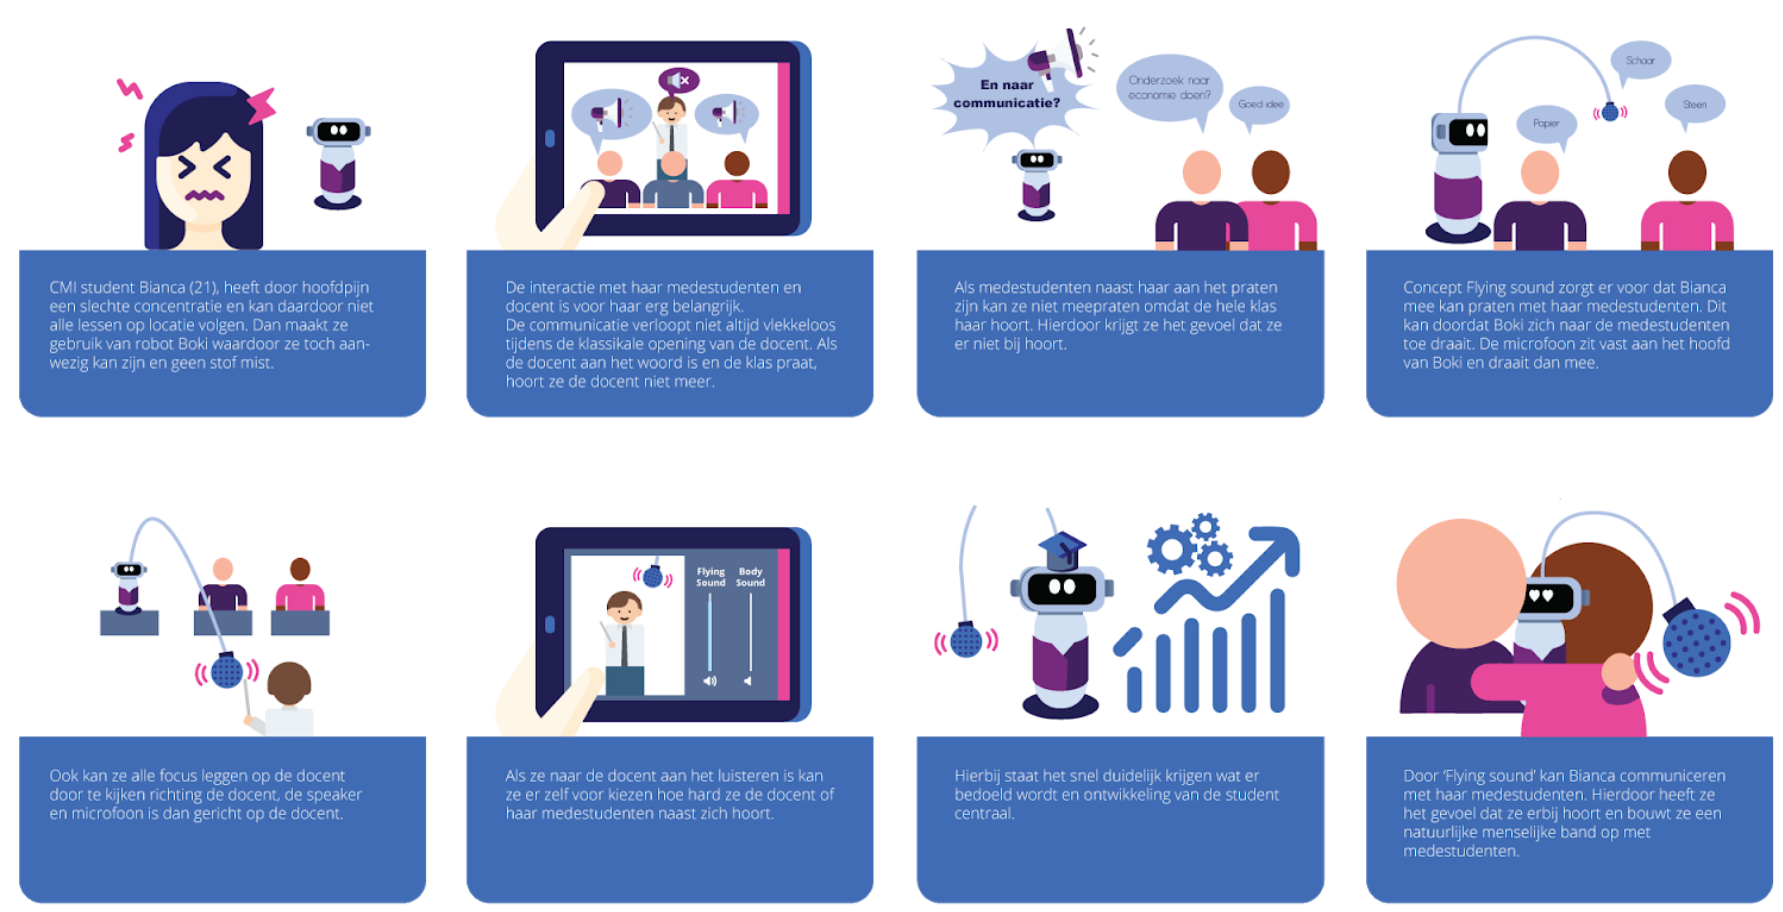 En naar
communicatie?
Onderzoek naar
economie doen?
Goed idee
Schaar
Papier
Steen
CMI student Bianca (21), heeft door hoofdpijn
een slechte concentratie en kan daardoor niet
alle lessen op locatie volgen. Dan maakt ze
gebruik van robot Boki waardoor ze toch aan-
wezig kan zijn en geen stof mist.
De interactie met haar medestudenten en
docent is voor haar erg belangrijk.
De communicatie verloopt niet altijd vlekkeloos
tijdens de klassikale opening van de docent. Als
de docent aan het woord is en de klas praat,
hoort ze de docent niet meer.
Als medestudenten naast haar aan het praten
zijn kan ze niet meepraten omdat de hele klas
haar hoort. Hierdoor krijgt ze het gevoel dat ze
er niet bij hoort.
Concept Flying sound zorgt er voor dat Bianca
mee kan praten met haar medestudenten. Dit
kan doordat Boki zich naar de medestudenten
toe draait. De microfoon zit vast aan het hoofd
van Boki en draait dan mee.
Flying
Sound
Body
Sound
Ook kan ze alle focus leggen op de docent
door te kijken richting de docent, de speaker
en microfoon is dan gericht op de docent.
Als ze naar de docent aan het luisteren is kan
ze er zelf voor kiezen hoe hard ze de docent of
haar medestudenten naast zich hoort.
Hierbij staat het snel duidelijk krijgen wat er
bedoeld wordt en ontwikkeling van de student
centraal.
Door ‘Flying sound’ kan Bianca communiceren
met haar medestudenten. Hierdoor heeft ze
het gevoel dat ze erbij hoort en bouwt ze een
natuurlijke menselijke band op met
medestudenten.